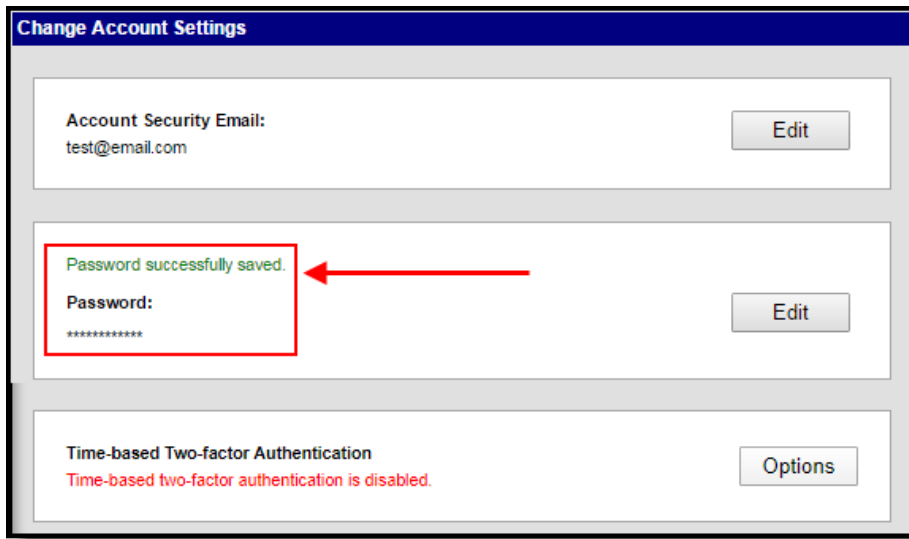 Change Account Settings
Account Security Email:
test@email.com
Edit
Password successfully saved.
Password:
************
Edit
Time-based Two-factor Authentication
Time-based two-factor authentication is disabled.
Options